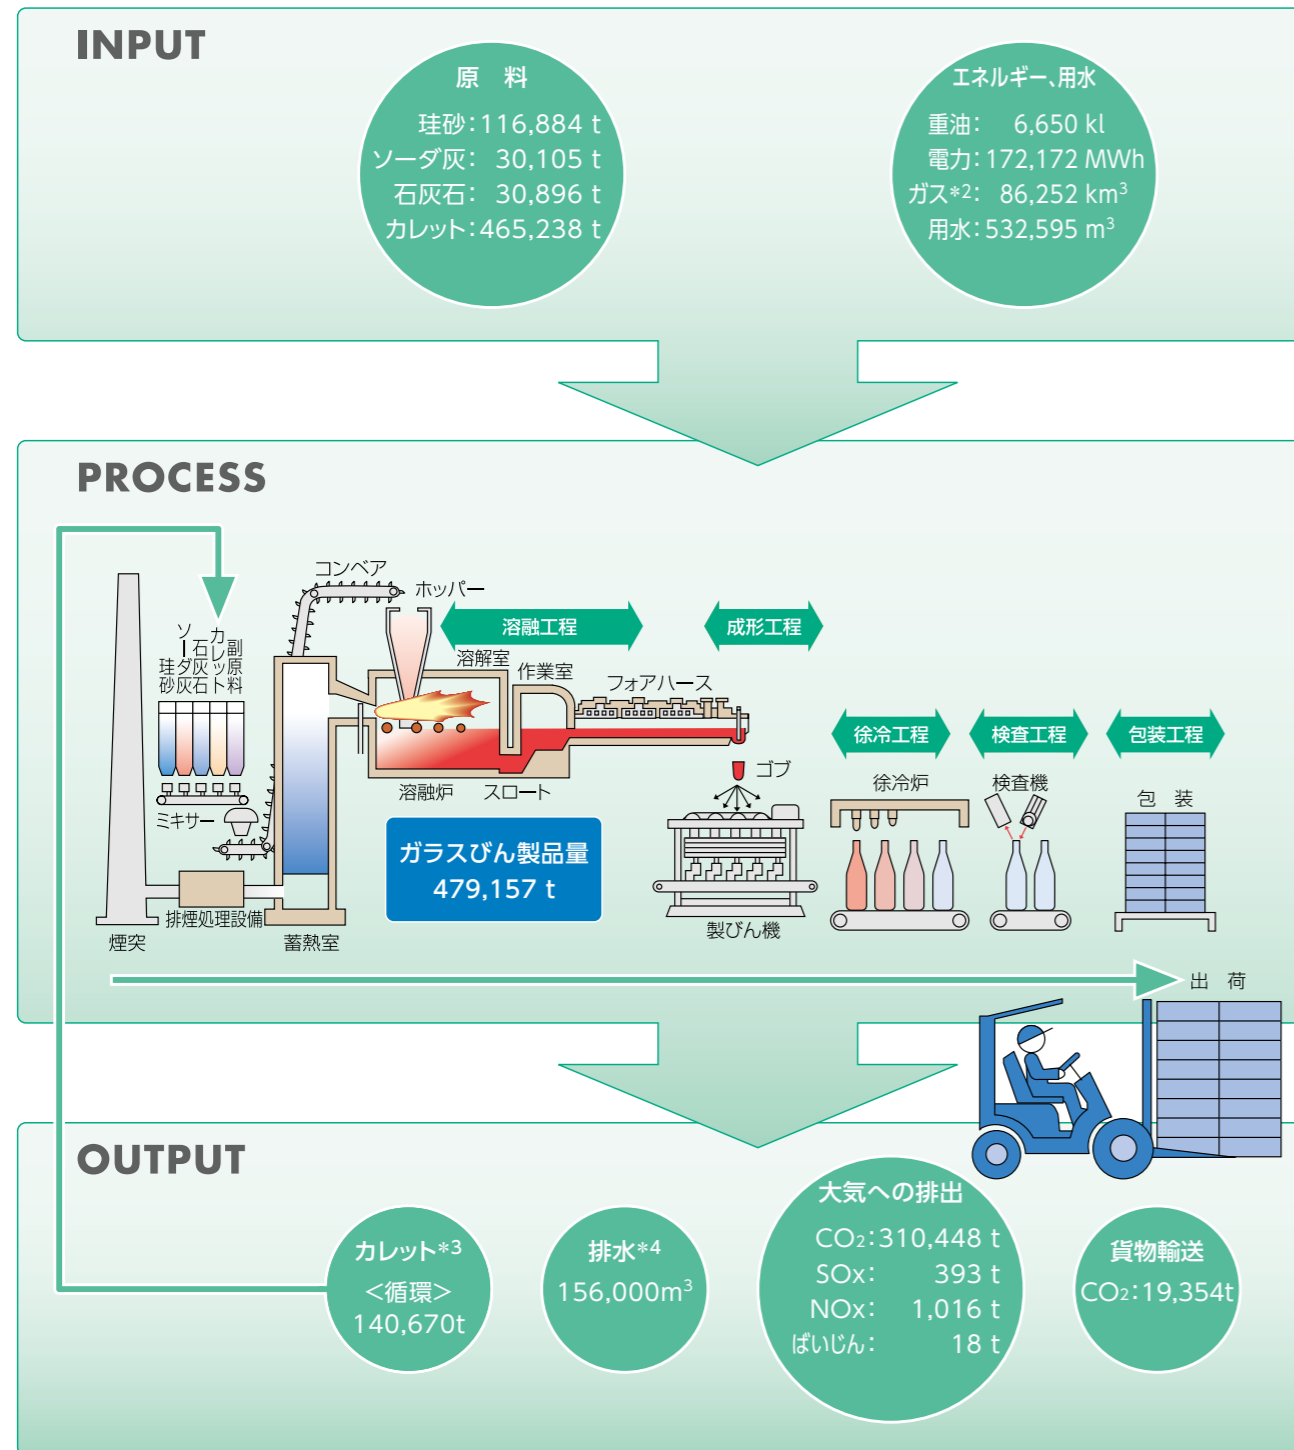 INPUT
原 料
珪砂:116,884 t
ソーダ灰: 30,105 t
石灰石: 30,896 t
カレット:465,238 t
エネルギー、用水
重油: 6,650 kl
電力:172,172 MWh
ガス*2: 86,252 km³
用水:532,595 m³
PROCESS
コンベア
ホッパー
溶融工程
成形工程
珪砂
ソーダ灰
石灰石
カレット
副原料
溶解室
作業室
フォアハース
徐冷工程
検査工程
包装工程
ミキサー
溶融炉
スロート
ゴブ
徐冷炉
検査機
包 装
ガラスびん製品量
479,157 t
排煙処理設備
煙突
蓄熱室
製びん機
出 荷
OUTPUT
カレット*3
<循環>
140,670t
排水*4
156,000m³
大気への排出
CO₂:310,448 t
SOx: 393 t
NOx: 1,016 t
ばいじん: 18 t
貨物輸送
CO₂:19,354t